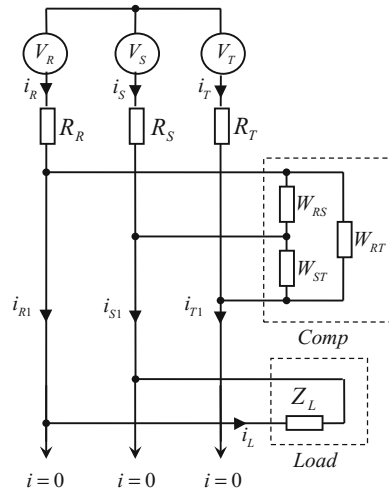 V_R V_S V_T
i_R i_S i_T
R_R R_S R_T
W_RS
W_RT
W_ST
i_R1 i_S1 i_T1
Comp
Z_L
i_L
Load
i = 0 i = 0 i = 0